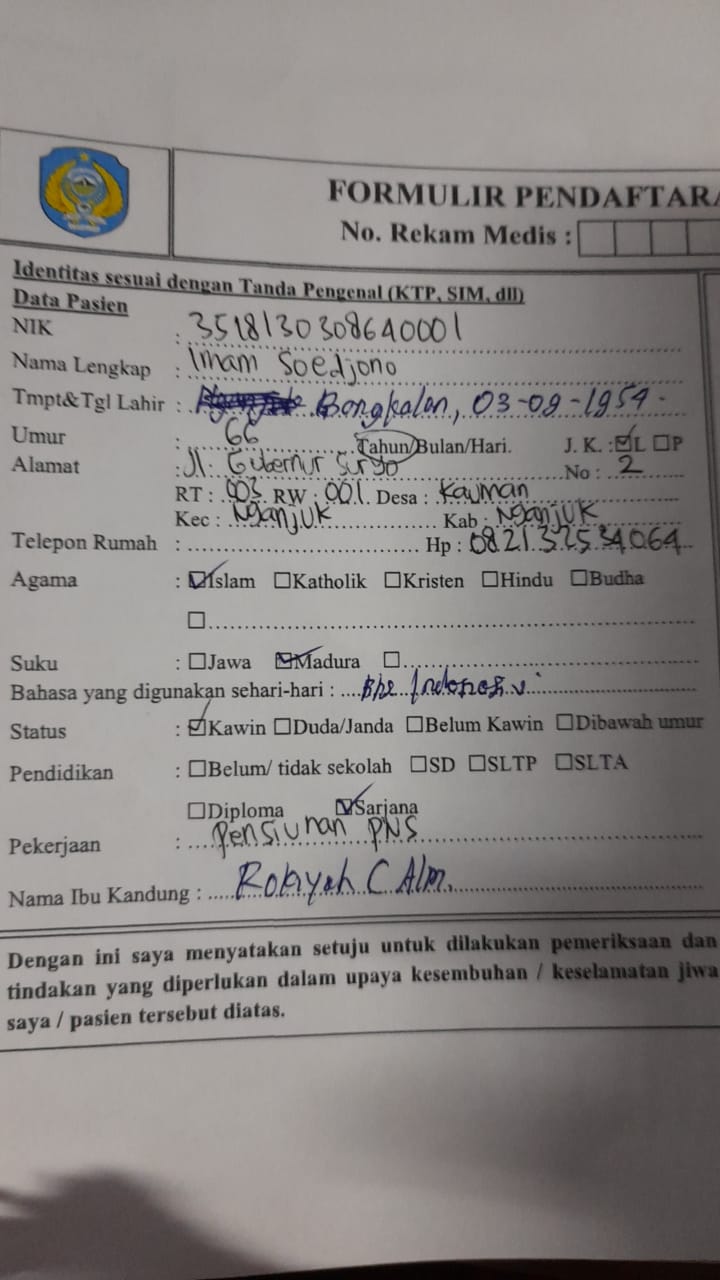 FORMULIR PENDAFTARA
No. Rekam Medis :
Identitas sesuai dengan Tanda Pengenal (KTP, SIM, dll)
Data Pasien
NIK : 3518130308640001
Nama Lengkap : Imam Soedjono
Tmpt&Tgl Lahir : Bangkalan, 03-09-1954-
Umur : 66 Tahun/Bulan/Hari. J. K. : ☑L ☐P
Alamat : Jl. Gubernur Suryo No : 2
RT : 003 RW : 001 Desa : Kauman
Kec : Nganjuk Kab : Nganjuk
Telepon Rumah : Hp : 082132534064
Agama : ☑Islam ☐Katholik ☐Kristen ☐Hindu ☐Budha
☐
Suku : ☐Jawa ☑Madura ☐
Bahasa yang digunakan sehari-hari : Indonesi
Status : ☑Kawin ☐Duda/Janda ☐Belum Kawin ☐Dibawah umur
Pendidikan : ☐Belum/ tidak sekolah ☐SD ☐SLTP ☐SLTA
☐Diploma ☑Sarjana
Pekerjaan : Pensiunan PNS
Nama Ibu Kandung : Rokiyah C Alm.
Dengan ini saya menyatakan setuju untuk dilakukan pemeriksaan dan
tindakan yang diperlukan dalam upaya kesembuhan / keselamatan jiwa
saya / pasien tersebut diatas.